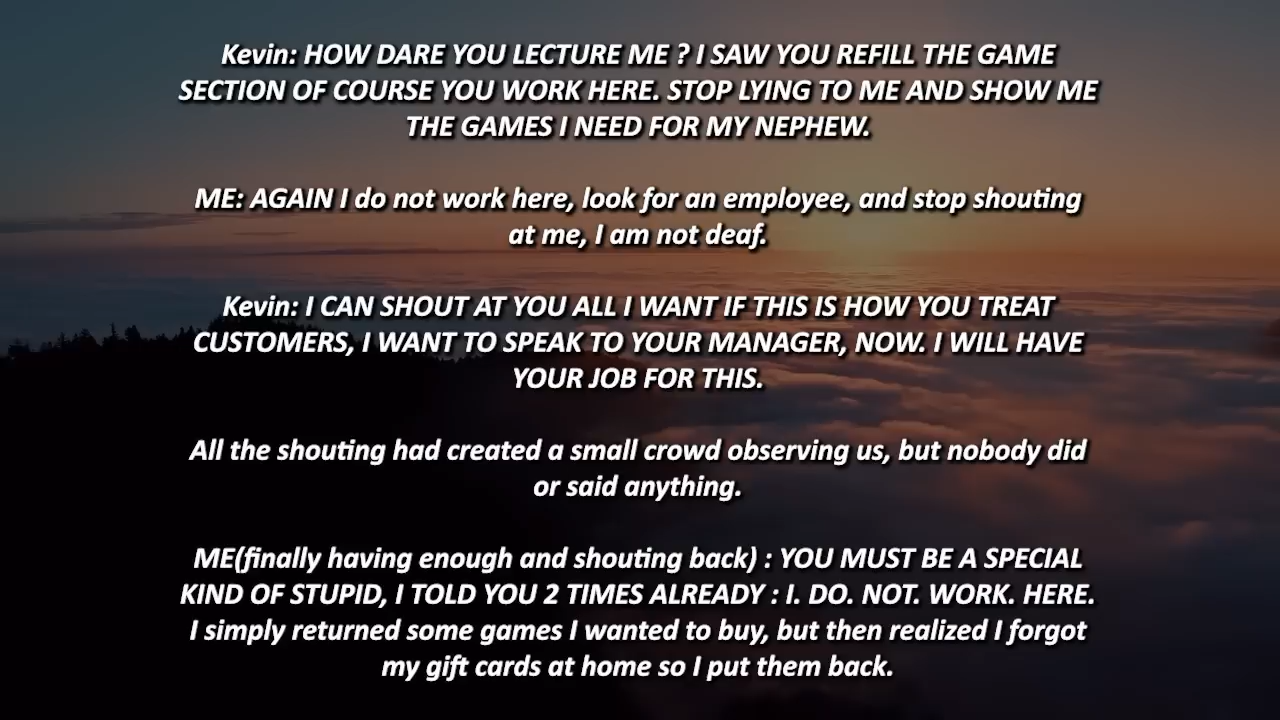 Kevin: HOW DARE YOU LECTURE ME ? I SAW YOU REFILL THE GAME
SECTION OF COURSE YOU WORK HERE. STOP LYING TO ME AND SHOW ME
THE GAMES I NEED FOR MY NEPHEW.
ME: AGAIN I do not work here, look for an employee, and stop shouting
at me, I am not deaf.
Kevin: I CAN SHOUT AT YOU ALL I WANT IF THIS IS HOW YOU TREAT
CUSTOMERS, I WANT TO SPEAK TO YOUR MANAGER, NOW. I WILL HAVE
YOUR JOB FOR THIS.
All the shouting had created a small crowd observing us, but nobody did
or said anything.
ME(finally having enough and shouting back) : YOU MUST BE A SPECIAL
KIND OF STUPID, I TOLD YOU 2 TIMES ALREADY : I. DO. NOT. WORK. HERE.
I simply returned some games I wanted to buy, but then realized I forgot
my gift cards at home so I put them back.